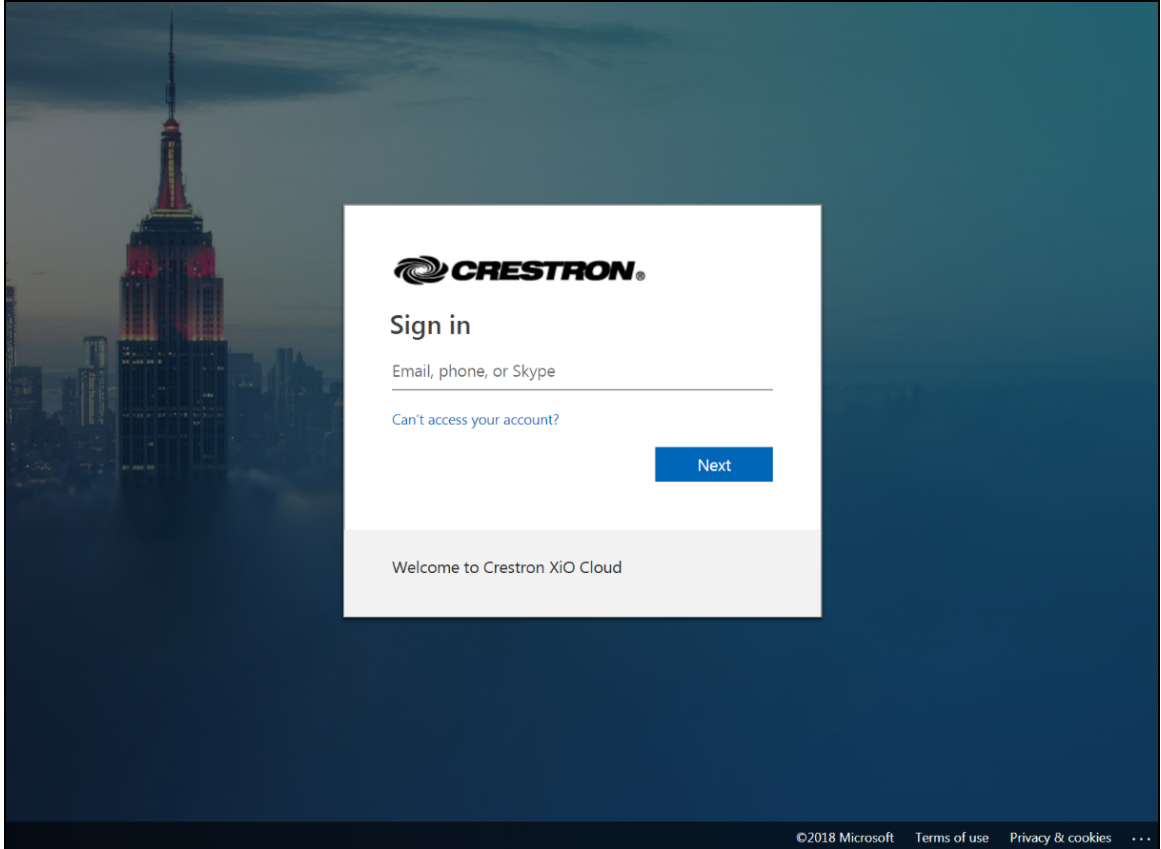 CRESTRON®
Sign in
Email, phone, or Skype
Can't access your account?
Next
Welcome to Crestron XiO Cloud
©2018 Microsoft Terms of use Privacy & cookies ...